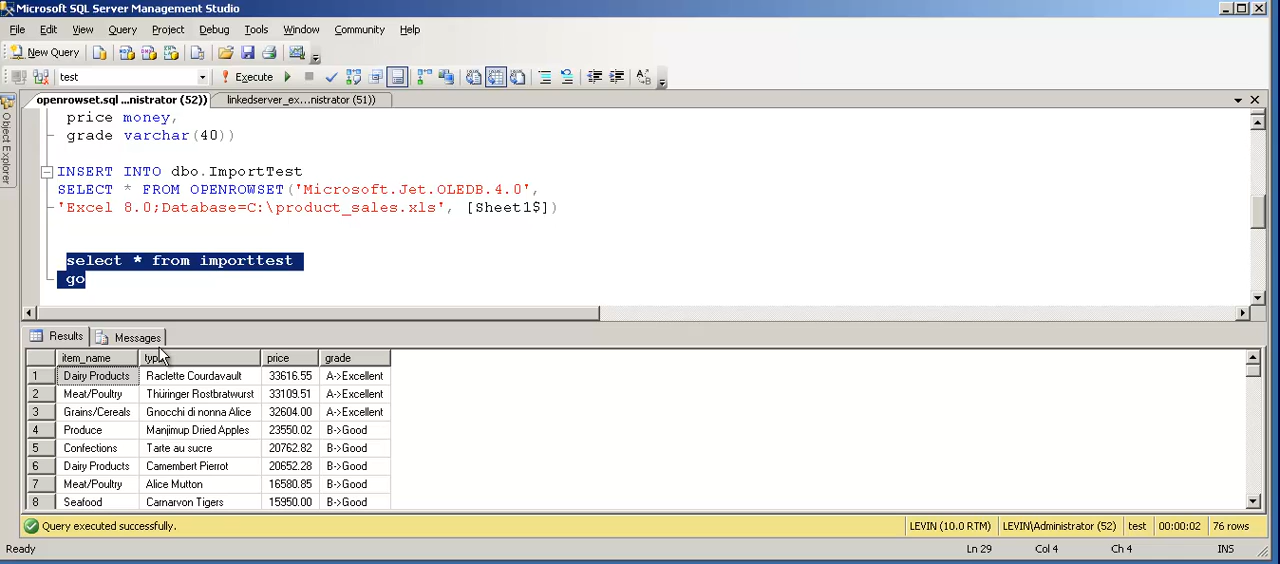 Microsoft SQL Server Management Studio
File Edit View Query Project Debug Tools Window Community Help
New Query
test Execute
openrowset.sql ...nistrator (52)) linkedserver_ex...nistrator (51))
Object Explorer
price money,
grade varchar(40))
INSERT INTO dbo.ImportTest
SELECT * FROM OPENROWSET('Microsoft.Jet.OLEDB.4.0',
'Excel 8.0;Database=C:\product_sales.xls', [Sheet1$])
select * from importtest
go
Results Messages
item_name price grade
1 Dairy Products Raclette Courdavault 33616.55 A->Excellent
2 Meat/Poultry Thüringer Rostbratwurst 33109.51 A->Excellent
3 Grains/Cereals Gnocchi di nonna Alice 32604.00 A->Excellent
4 Produce Manjimup Dried Apples 23550.02 B->Good
5 Confections Tarte au sucre 20762.82 B->Good
6 Dairy Products Camembert Pierrot 20652.28 B->Good
7 Meat/Poultry Alice Mutton 16580.85 B->Good
8 Seafood Carnarvon Tigers 15950.00 B->Good
Query executed successfully. LEVIN (10.0 RTM) LEVIN\Administrator (52) test 00:00:02 76 rows
Ready Ln 29 Col 4 Ch 4 INS